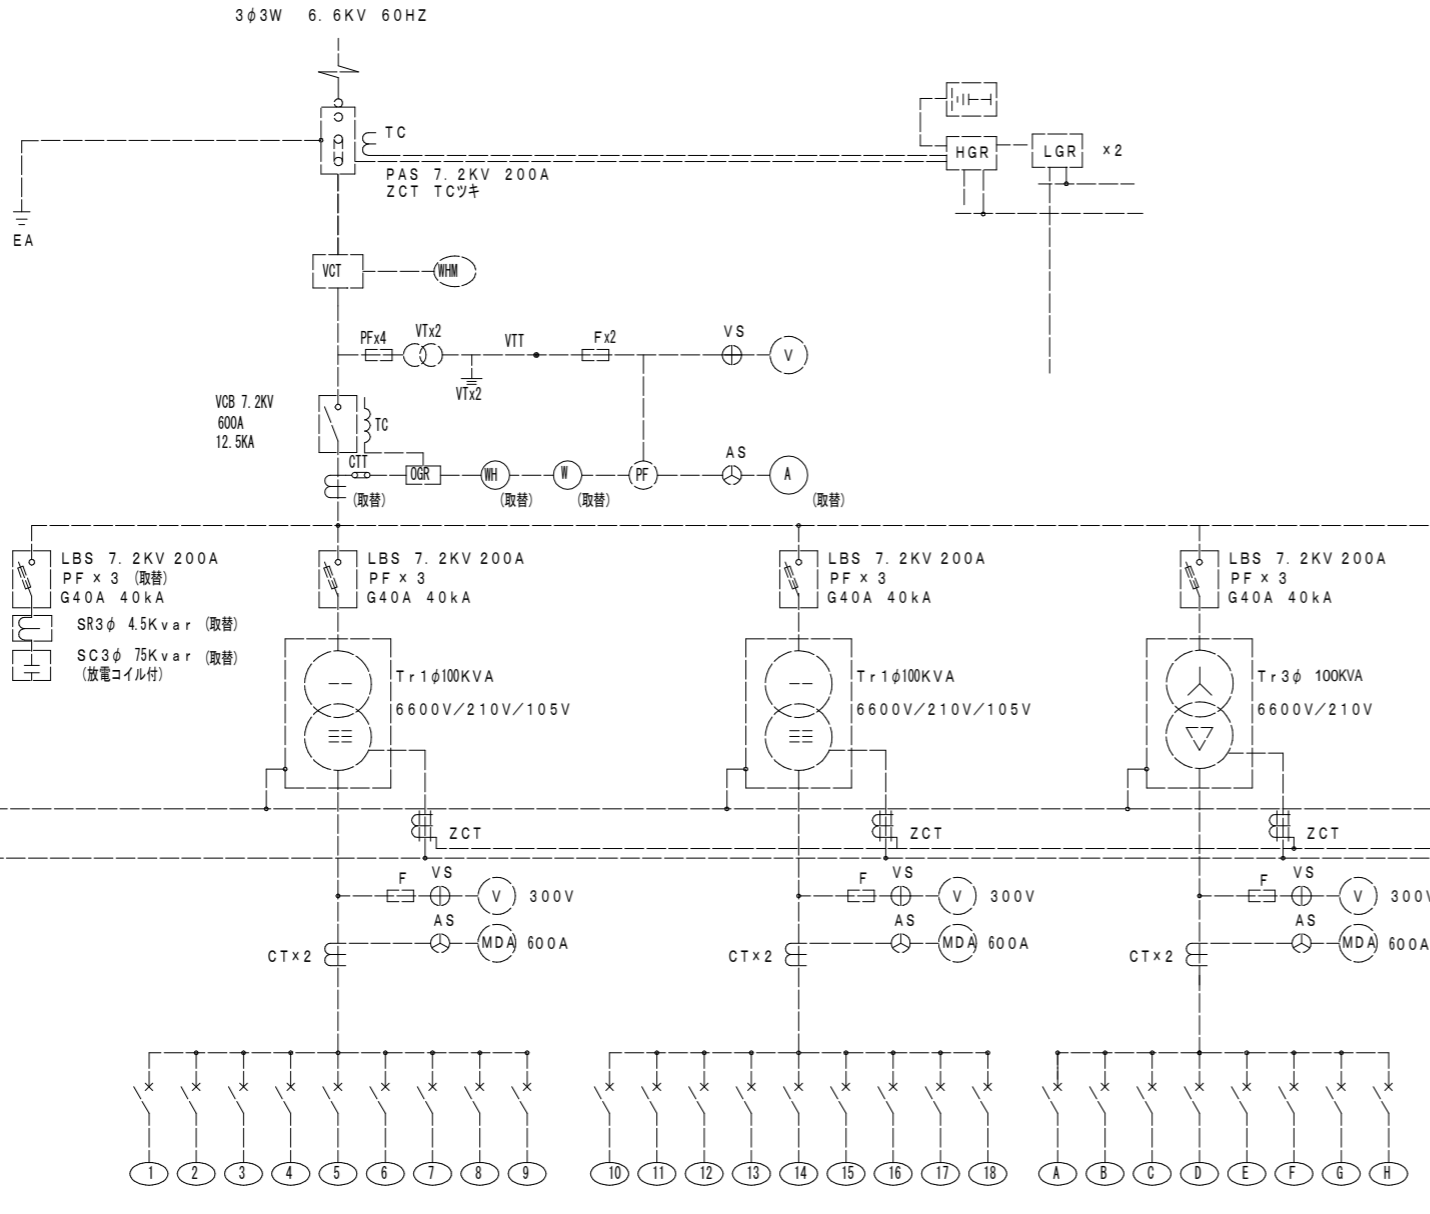 3φ3W 6.6KV 60HZ
TC
PAS 7.2KV 200A
ZCT TCツキ
HGR
LGR
×2
EA
VCT
WHM
PFx4
VTx2
VTT
Fx2
VS
V
VTx2
VCB 7.2KV
600A
12.5KA
TC
CTT
OGR
WH
W
PF
AS
A
(取替)
(取替)
(取替)
(取替)
LBS 7.2KV 200A
PF×3 (取替)
G40A 40kA
SR3φ 4.5Kvar (取替)
SC3φ 75Kvar (取替)
(放電コイル付)
LBS 7.2KV 200A
PF×3
G40A 40kA
LBS 7.2KV 200A
PF×3
G40A 40kA
LBS 7.2KV 200A
PF×3
G40A 40kA
Tr1φ100KVA
6600V/210V/105V
Tr1φ100KVA
6600V/210V/105V
Tr3φ 100KVA
6600V/210V
ZCT
ZCT
ZCT
F
VS
V
300V
AS
MDA
600A
CT×2
F
VS
V
300V
AS
MDA
600A
CT×2
F
VS
V
300V
AS
MDA
600A
CT×2
1 2 3 4 5 6 7 8 9
10 11 12 13 14 15 16 17 18
A B C D E F G H